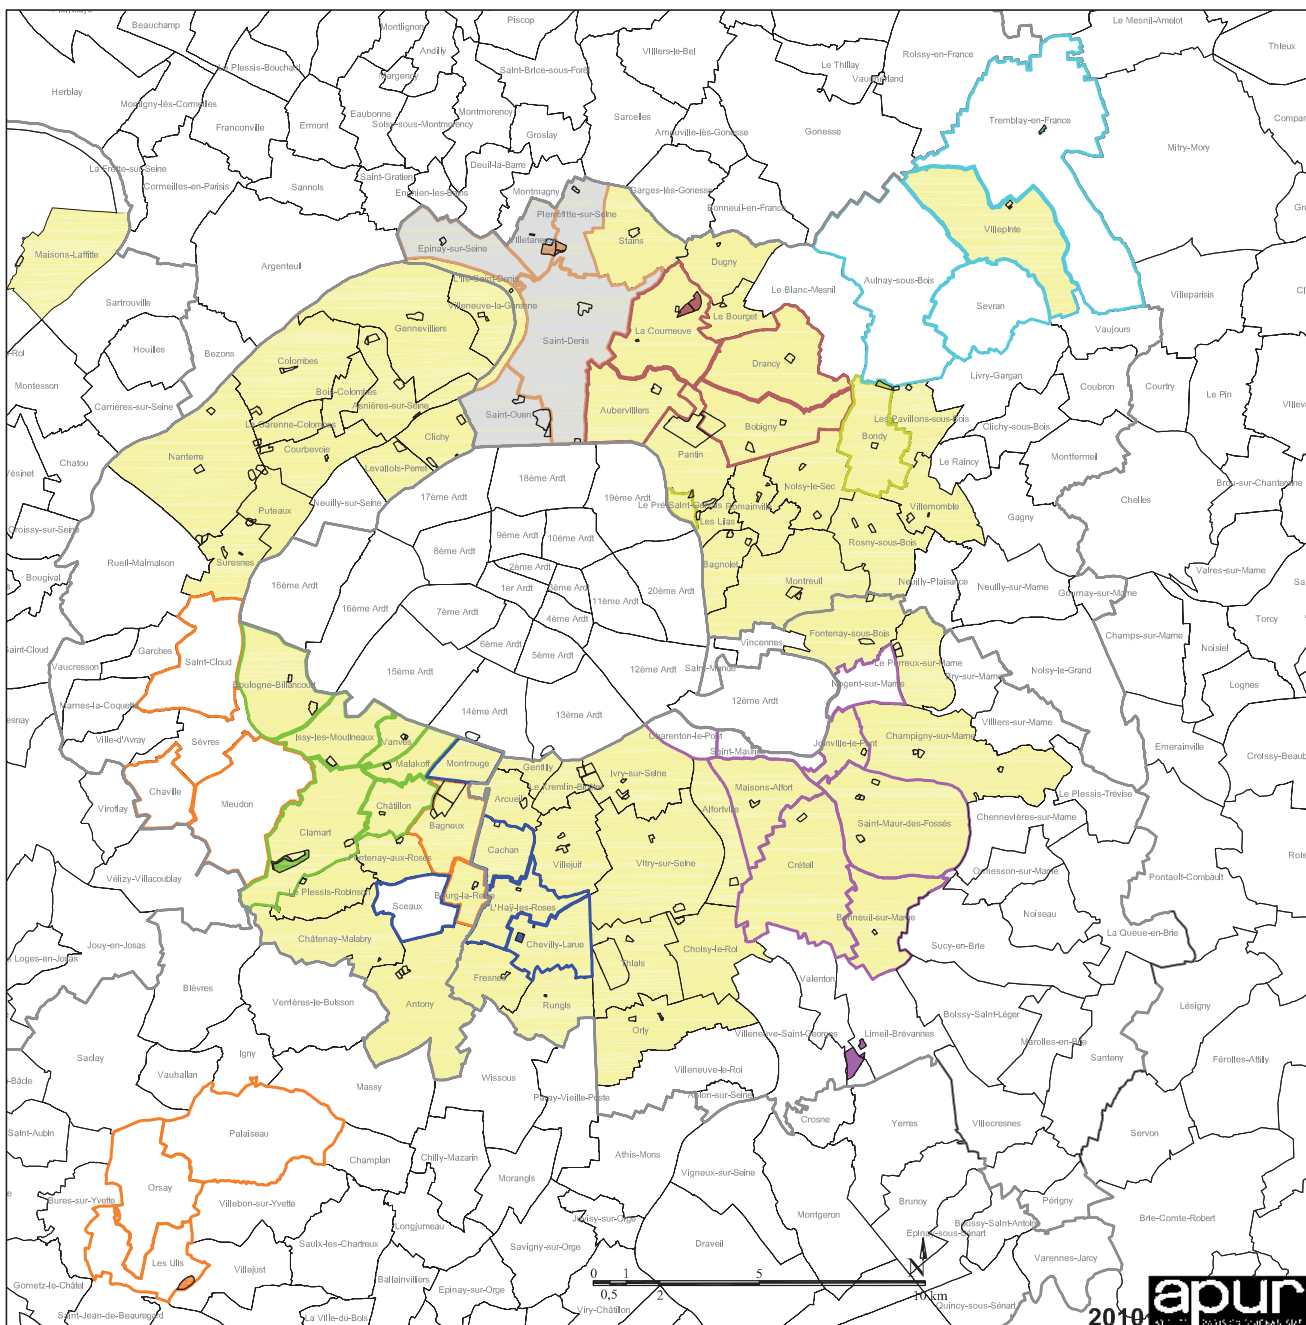 Beauchamp
Montlignon
Piscop
Le Mesnil-Amelot
Andilly
Villiers-le-Bel
Roissy-en-France
Thieux
Le Plessis-Bouchard
Margency
Saint-Brice-sous-Forêt
Le Thillay
Herblay
Montigny-lès-Cormeilles
Eaubonne
Montmorency
Sarcelles
Tremblay-en-France
Franconville
Ermont
Soisy-sous-Montmorency
Groslay
Arnouville-lès-Gonesse
Gonesse
Mitry-Mory
La Frette-sur-Seine
Deuil-la-Barre
Cormeilles-en-Parisis
Sannois
Saint-Gratien
Enghien-les-Bains
Montmagny
Garges-lès-Gonesse
Bonneuil-en-France
Pierrefitte-sur-Seine
Villepinte
Maisons-Laffitte
Epinay-sur-Seine
Villetaneuse
Stains
Argenteuil
Dugny
L'Ile-Saint-Denis
Le Blanc-Mesnil
Aulnay-sous-Bois
Villeparisis
Sartrouville
Villeneuve-la-Garenne
Sevran
Gennevilliers
Le Bourget
Vaujours
La Courneuve
Houilles
Bezons
Saint-Denis
Colombes
Drancy
Montesson
Livry-Gargan
Coubron
Courtry
Le Pin
Bois-Colombes
Carrières-sur-Seine
Asnières-sur-Seine
Saint-Ouen
Aubervilliers
Les Pavillons-sous-Bois
La Garenne-Colombes
Bobigny
Clichy-sous-Bois
Clichy
Bondy
Courbevoie
Pantin
Nanterre
Montfermeil
Chatou
Levallois-Perret
Le Raincy
18ème Ardt
Noisy-le-Sec
Brou-sur-Chantereine
17ème Ardt
19ème Ardt
Neuilly-sur-Seine
Chelles
Puteaux
Le Pré-Saint-Gervais
Romainville
Villemomble
Croissy-sur-Seine
Les Lilas
Gagny
9ème Ardt
10ème Ardt
Rosny-sous-Bois
8ème Ardt
Rueil-Malmaison
Suresnes
Bagnolet
2ème Ardt
Vaires-sur-Marne
Bougival
16ème Ardt
Montreuil
Neuilly-Plaisance
Neuilly-sur-Marne
1er Ardt
3ème Ardt
20ème Ardt
Gournay-sur-Marne
11ème Ardt
16ème Ardt
7ème Ardt
4ème Ardt
Torcy
Fontenay-sous-Bois
Champs-sur-Marne
6ème Ardt
Vincennes
Noisiel
Garches
5ème Ardt
Vaucresson
Saint-Cloud
Le Perreux-sur-Marne
Noisy-le-Grand
15ème Ardt
12ème Ardt
Saint-Mandé
Bry-sur-Marne
Boulogne-Billancourt
Nogent-sur-Marne
Lognes
Marnes-la-Coquette
12ème Ardt
14ème Ardt
13ème Ardt
Villiers-sur-Marne
Charenton-le-Pont
Issy-les-Moulineaux
Champigny-sur-Marne
Ville-d'Avray
Sèvres
Vanves
Joinville-le-Pont
Emerainville
Malakoff
Montrouge
Gentilly
Ivry-sur-Seine
Le Kremlin-Bicêtre
Chaville
Meudon
Maisons-Alfort
Le Plessis-Trévise
Châtillon
Arcueil
Viroflay
Alfortville
Bagneux
Saint-Maur-des-Fossés
Chennevières-sur-Marne
Clamart
Cachan
Fontenay-aux-Roses
Villejuif
Vitry-sur-Seine
Créteil
Ormesson-sur-Marne
Vélizy-Villacoublay
Pontault-Combault
Le Plessis-Robinson
Bourg-la-Reine
Sceaux
L'Haÿ-les-Roses
Noiseau
Bonneuil-sur-Marne
La Queue-en-Brie
Châtenay-Malabry
Chevilly-Larue
Choisy-le-Roi
Sucy-en-Brie
Jouy-en-Josas
Thiais
Fresnes
Valenton
Bièvres
Verrières-le-Buisson
Antony
Rungis
Lésigny
Boissy-Saint-Léger
Orly
Villeneuve-Saint-Georges
Limeil-Brévannes
Marolles-en-Brie
Igny
Saclay
Santeny
Férolles-Attilly
Villeneuve-le-Roi
Vauhallan
Wissous
Massy
Ablon-sur-Seine
Paray-Vieille-Poste
Crosne
Yerres
Villecresnes
Palaiseau
Saint-Aubin
Servon
Athis-Mons
Champlan
Chilly-Mazarin
Vigneux-sur-Seine
Morangis
Orsay
Bures-sur-Yvette
Villebon-sur-Yvette
Brunoy
Périgny
Juvisy-sur-Orge
Montgeron
Brie-Comte-Robert
Longjumeau
Boussy-Saint-Antoine
Epinay-sous-Sénart
Saulx-les-Chartreux
Savigny-sur-Orge
Draveil
Varennes-Jarcy
Les Ulis
Villejust
Gometz-le-Châtel
Ballainvilliers
Epinay-sur-Orge
N
0 1 5
0,5 2 10 km
Quincy-sous-Sénart
Saint-Jean-de-Beauregard
La Ville-du-Bois
Viry-Châtillon
2010
apur